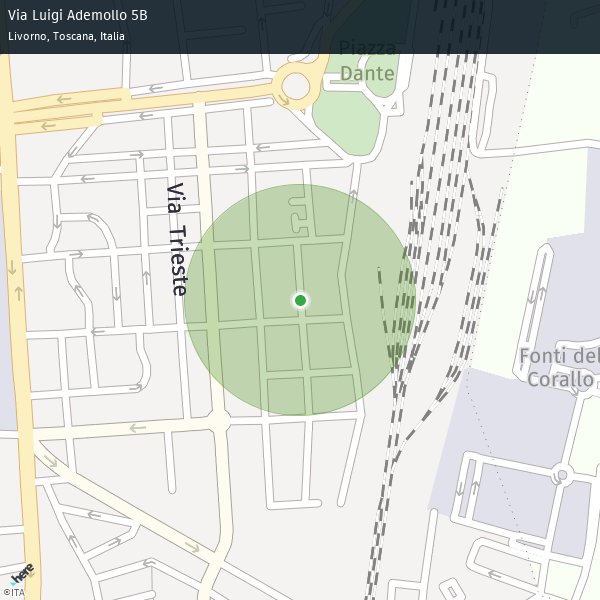 Via Luigi Ademollo 5B
Livorno, Toscana, Italia
Piazza
Dante
Via Trieste
Fonti del
Corallo
here
©ITA